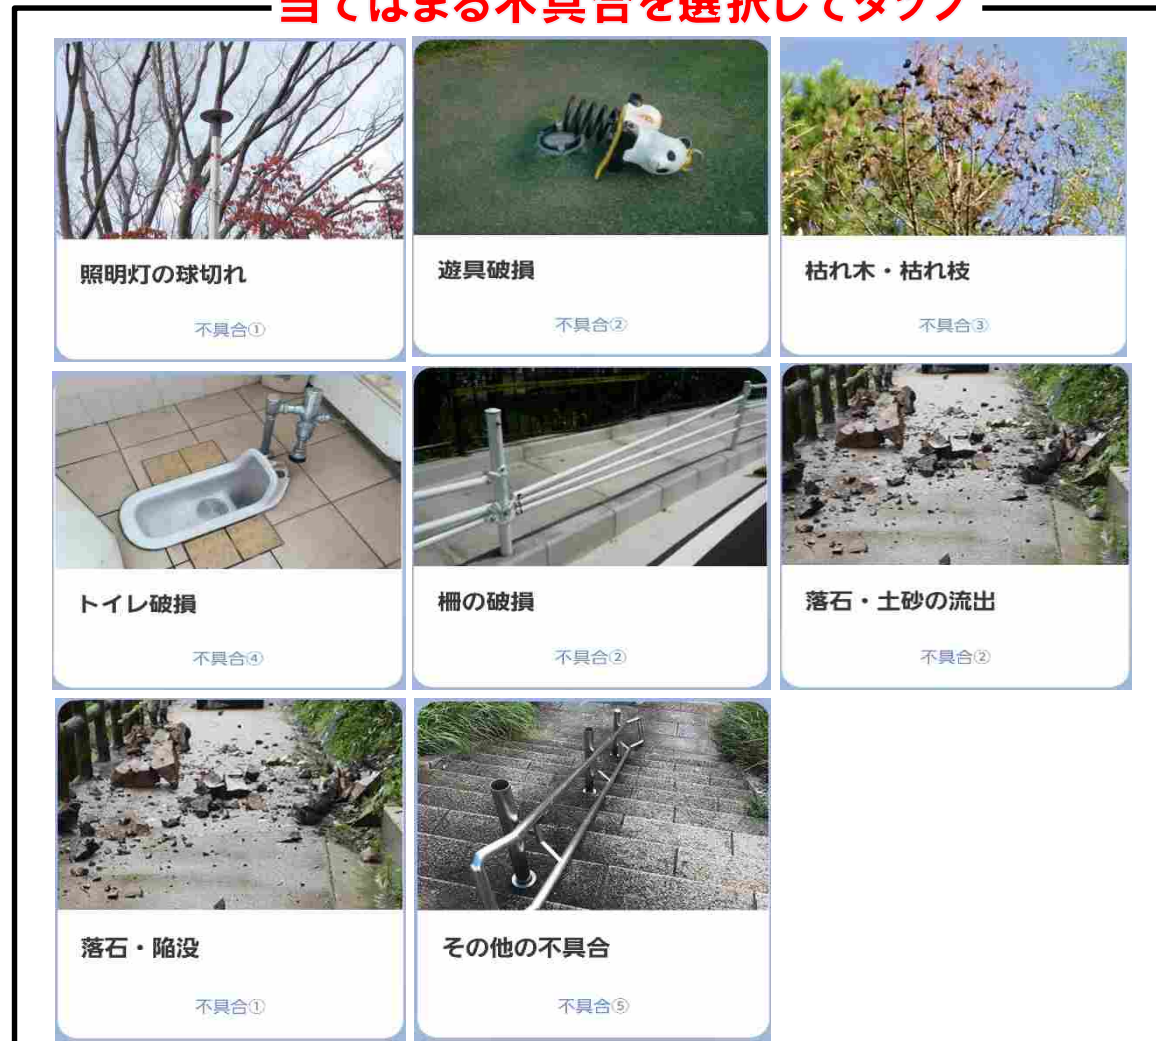 当てはまる不具合を選択してタップ
照明灯の球切れ
不具合①
遊具破損
不具合②
枯れ木・枯れ枝
不具合③
トイレ破損
不具合④
柵の破損
不具合②
落石・土砂の流出
不具合②
落石・陥没
不具合①
その他の不具合
不具合⑤